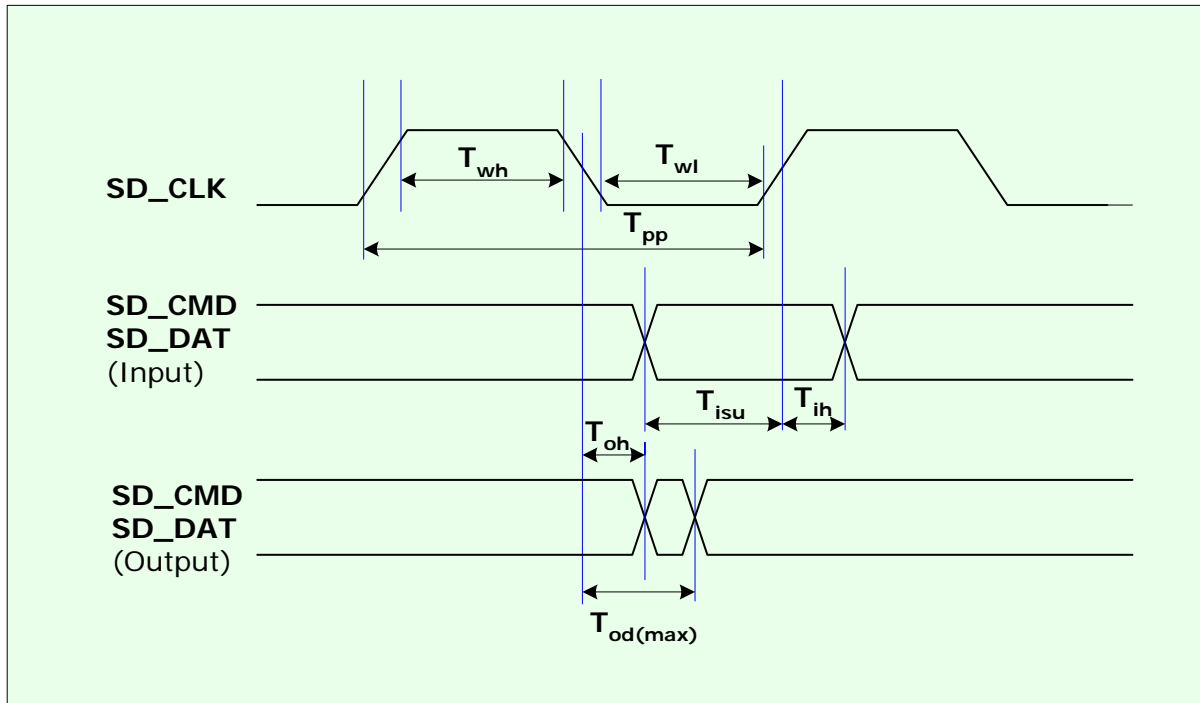 SD_CLK
Twh
Twl
Tpp
SD_CMD
SD_DAT
(Input)
Tisu
Tih
Toh
SD_CMD
SD_DAT
(Output)
Tod(max)